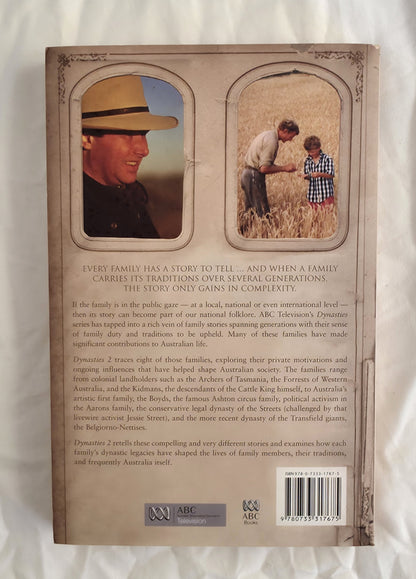 EVERY FAMILY HAS A STORY TO TELL ... AND WHEN A FAMILY
CARRIES ITS TRADITIONS OVER SEVERAL GENERATIONS,
THE STORY ONLY GAINS IN COMPLEXITY.
If the family is in the public gaze — at a local, national or even international level —
then its story can become part of our national folklore. ABC Television's Dynasties
series has tapped into a rich vein of family stories spanning generations with their sense
of family duty and traditions to be upheld. Many of these families have made
significant contributions to Australian life.
Dynasties 2 traces eight of those families, exploring their private motivations and
ongoing influences that have helped shape Australian society. The families range
from colonial landholders such as the Archers of Tasmania, the Forrests of Western
Australia, and the Kidmans, the descendants of the Cattle King himself, to Australia's
artistic first family, the Boyds, the famous Ashton circus family, political activism in
the Aarons family, the conservative legal dynasty of the Streets (challenged by that
livewire activist Jessie Street), and the more recent dynasty of the Transfield giants,
the Belgiorno-Nettises.
Dynasties 2 retells these compelling and very different stories and examines how each
family's dynastic legacies have shaped the lives of family members, their traditions,
and frequently Australia itself.
ABC
Television
ABC
Books
ISBN 978-0-7333-1767-5
9 780733 317675